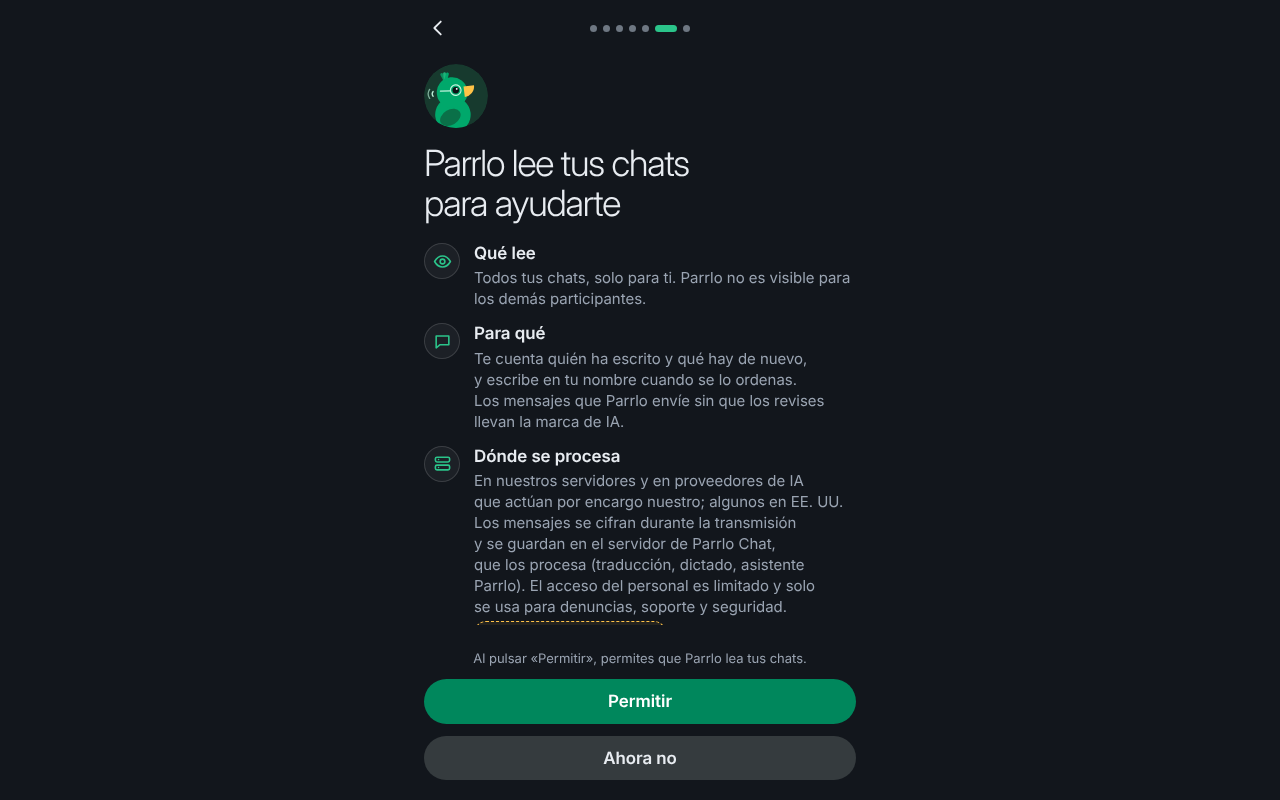 Parrlo lee tus chats
para ayudarte
Qué lee
Todos tus chats, solo para ti. Parrlo no es visible para
los demás participantes.
Para qué
Te cuenta quién ha escrito y qué hay de nuevo,
y escribe en tu nombre cuando se lo ordenas.
Los mensajes que Parrlo envíe sin que los revises
llevan la marca de IA.
Dónde se procesa
En nuestros servidores y en proveedores de IA
que actúan por encargo nuestro; algunos en EE. UU.
Los mensajes se cifran durante la transmisión
y se guardan en el servidor de Parrlo Chat,
que los procesa (traducción, dictado, asistente
Parrlo). El acceso del personal es limitado y solo
se usa para denuncias, soporte y seguridad.
Al pulsar «Permitir», permites que Parrlo lea tus chats.
Permitir
Ahora no